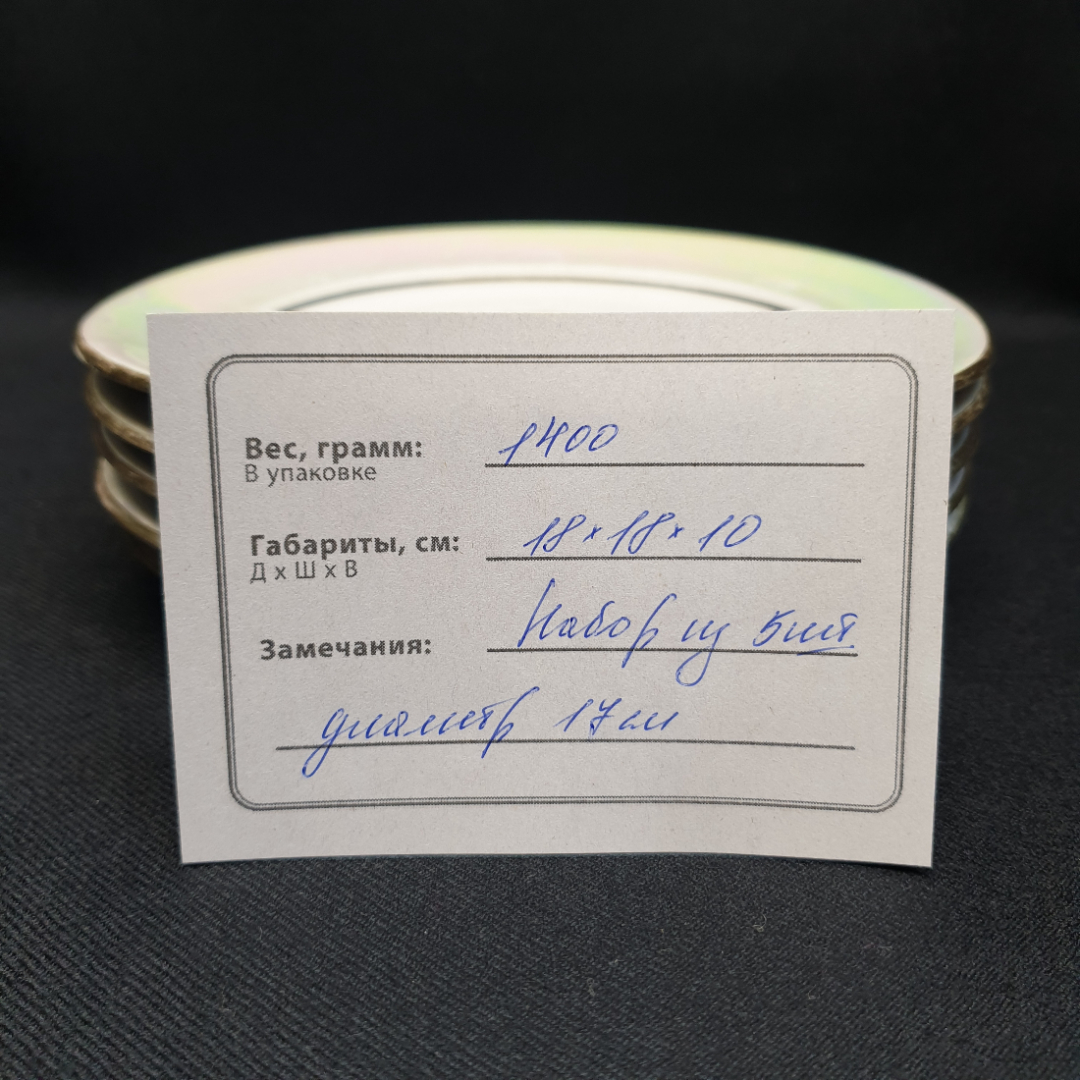 Вес, грамм: 1400
В упаковке
Габариты, см: 18×18×10
Д х Ш х В
Замечания: Набор из 5шт
диаметр 17см